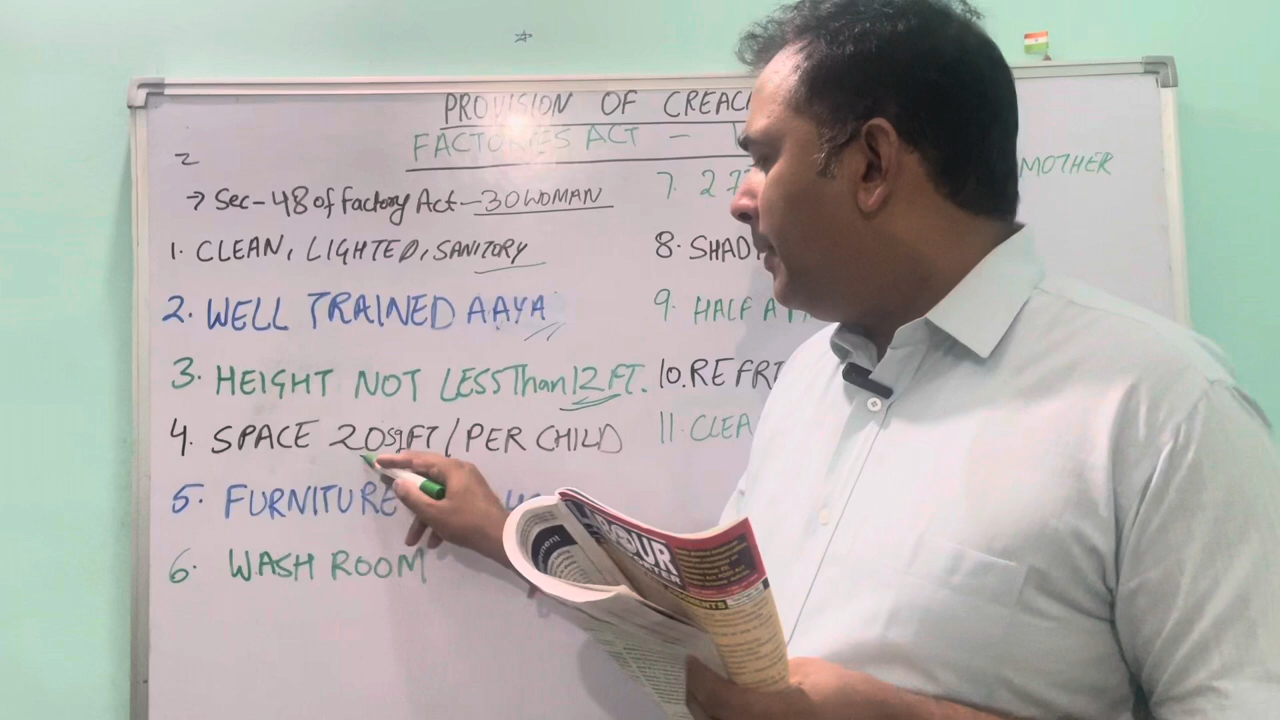 PROVISION OF CREAC
FACTORIES ACT -
→ Sec-48 of Factory Act-30 WOMAN
1. CLEAN, LIGHTED, SANITORY
2. WELL TRAINED AAYA
3. HEIGHT NOT LESS Than 12 FT.
4. SPACE 20 sqFT / PER CHILD
5. FURNITURE
6. WASH ROOM
7. 27 MOTHER
8. SHAD
9. HALF A
10. REFR
11. CLEA
LABOUR